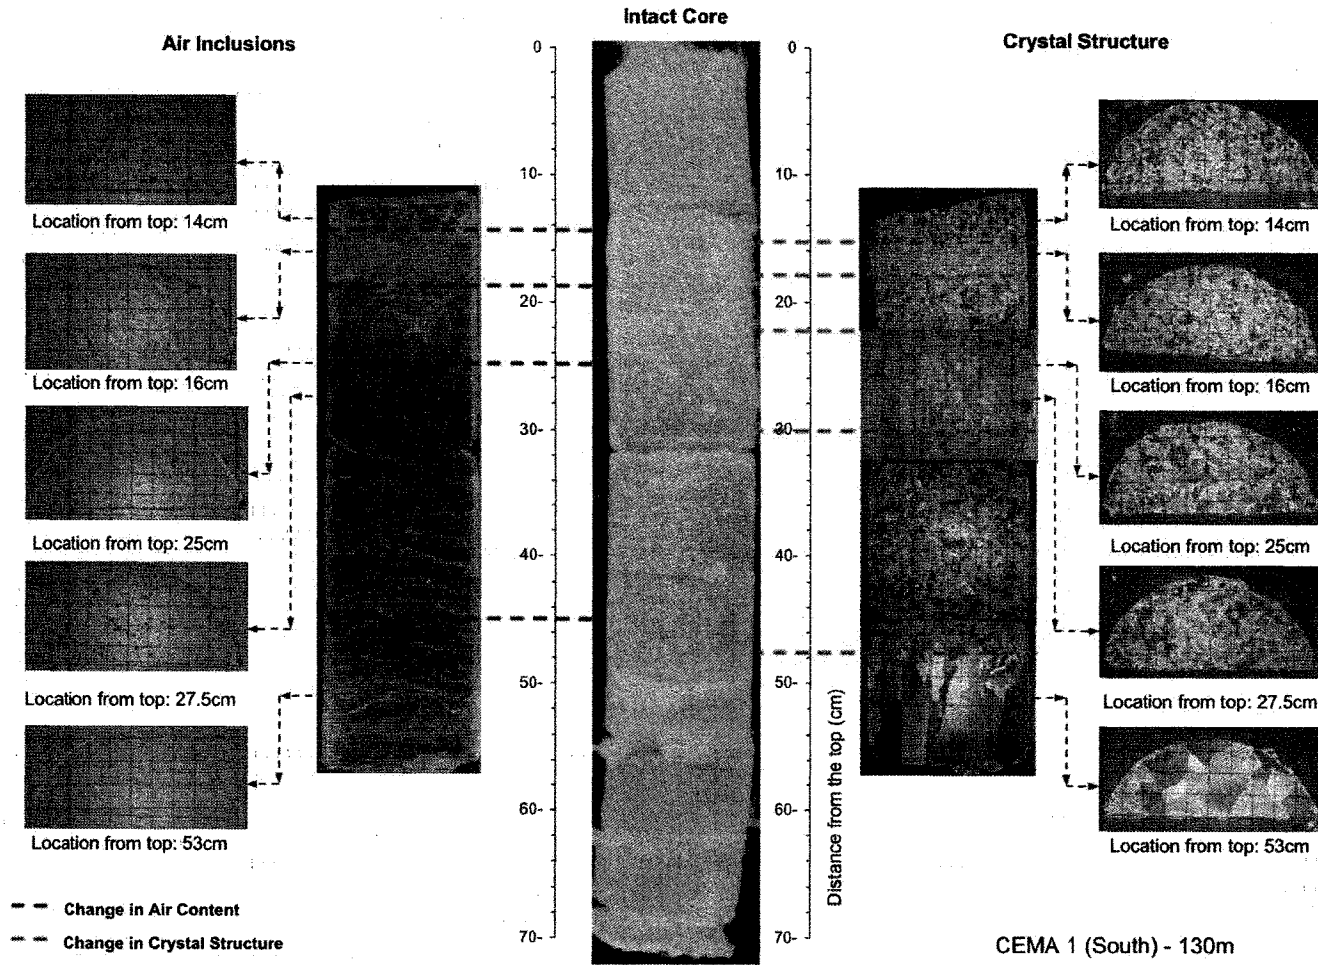 Intact Core
Air Inclusions
Crystal Structure
0
10-
20-
30-
40-
50-
60-
70-
0
10-
20-
30-
40-
50-
60-
70-
Distance from the top (cm)
Location from top: 14cm
Location from top: 16cm
Location from top: 25cm
Location from top: 27.5cm
Location from top: 53cm
Location from top: 14cm
Location from top: 16cm
Location from top: 25cm
Location from top: 27.5cm
Location from top: 53cm
Change in Air Content
Change in Crystal Structure
CEMA 1 (South) - 130m